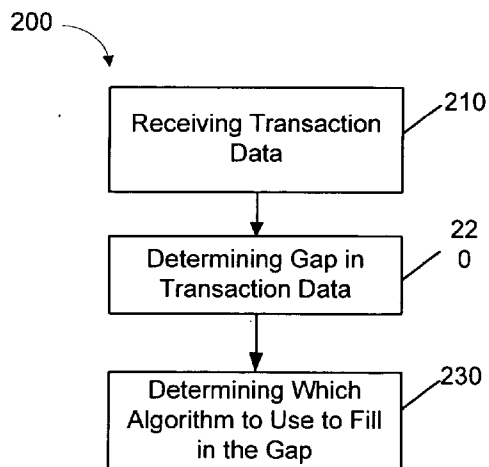 200
210
Receiving Transaction
Data
22
0
Determining Gap in
Transaction Data
230
Determining Which
Algorithm to Use to Fill
in the Gap